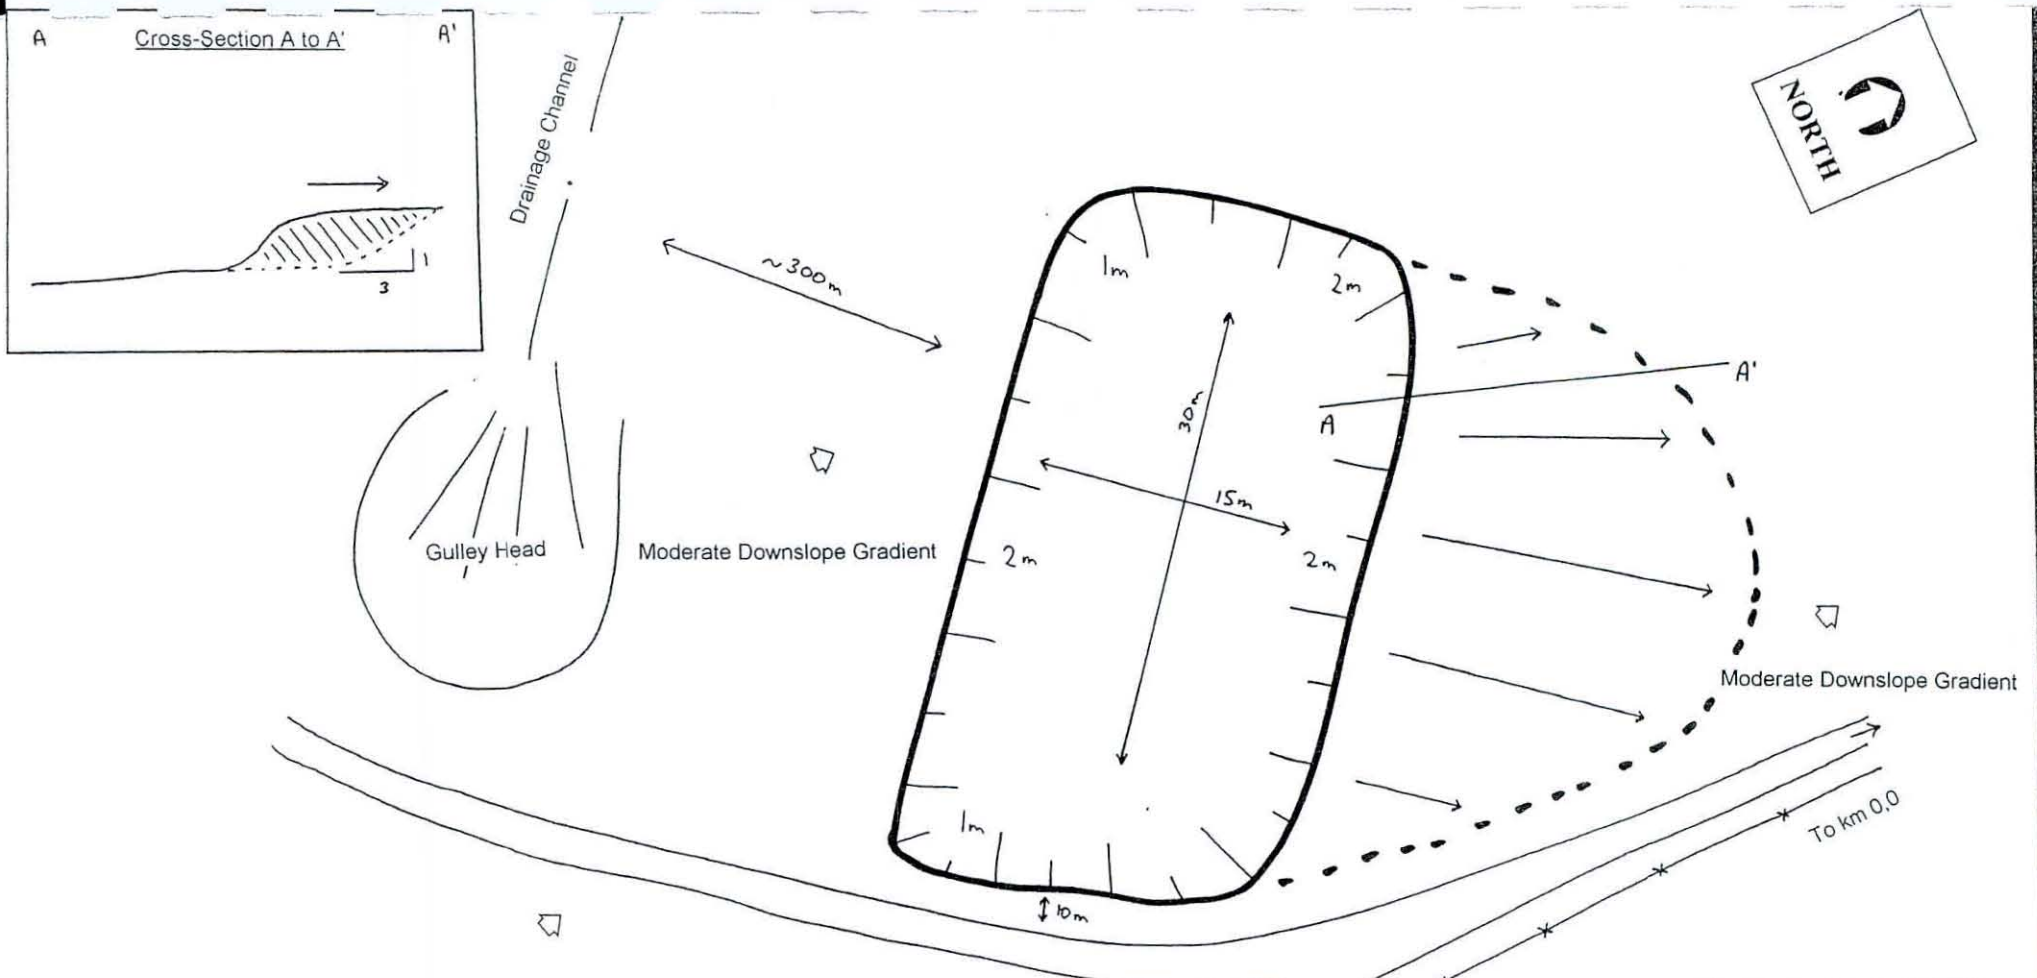 A
Cross-Section A to A'
A'
1
3
Drainage Channel
NORTH
~300m
1m
2m
30m
A
A'
15m
Gulley Head
Moderate Downslope Gradient
2m
2m
Moderate Downslope Gradient
1m
10m
To km 0,0